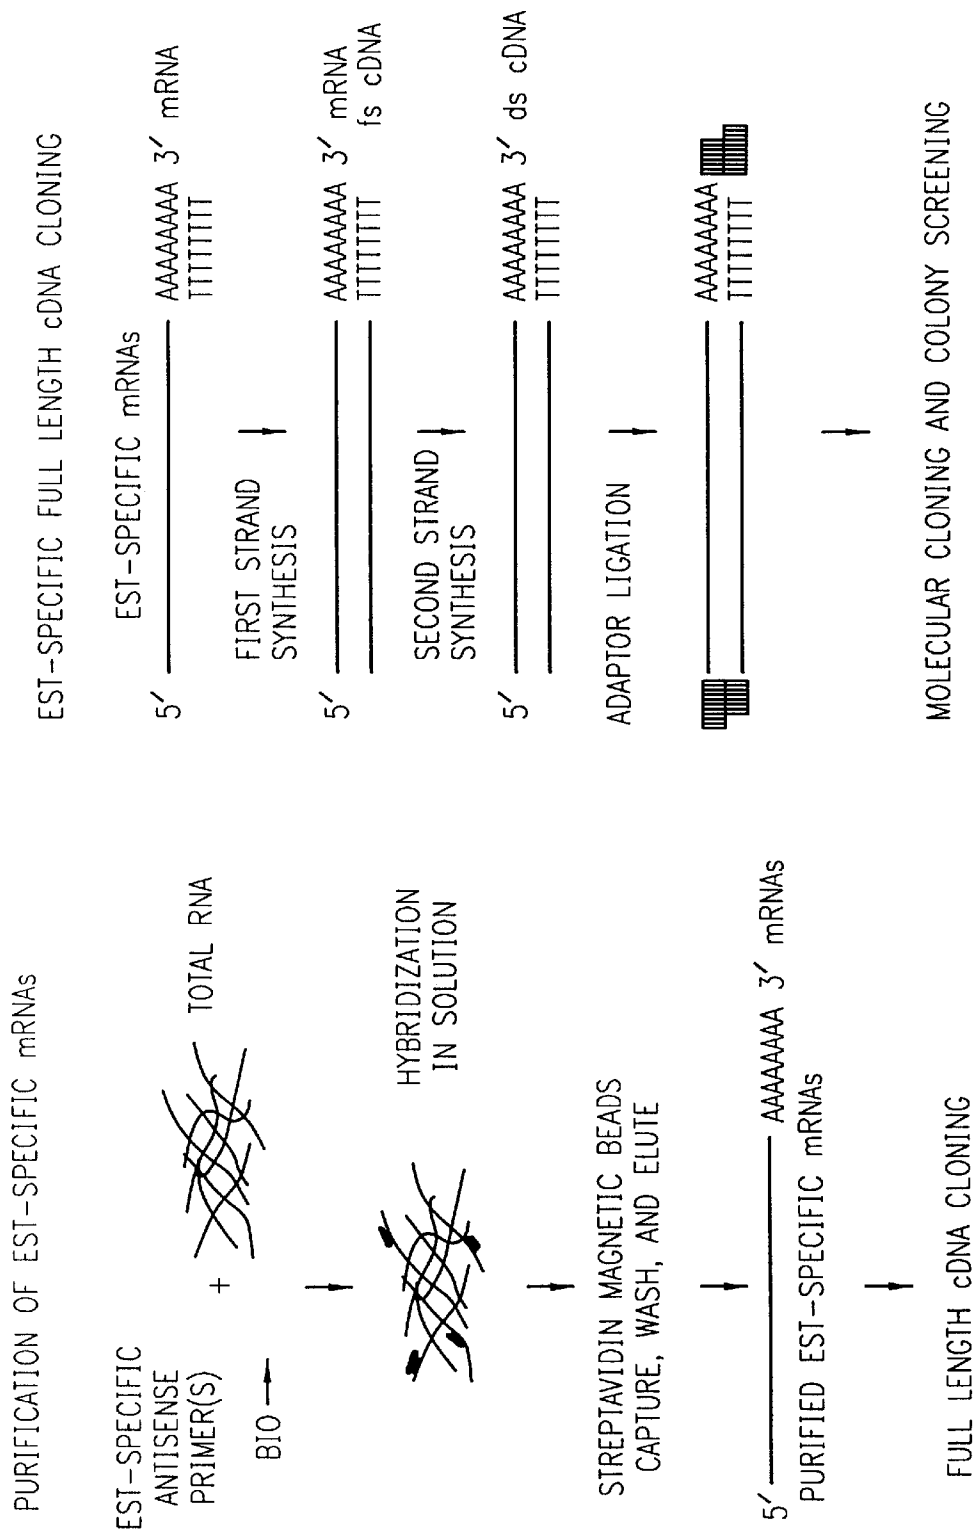 PURIFICATION OF EST-SPECIFIC mRNAs
EST-SPECIFIC
ANTISENSE
PRIMER(S)
BIO
+
TOTAL RNA
HYBRIDIZATION
IN SOLUTION
STREPTAVIDIN MAGNETIC BEADS
CAPTURE, WASH, AND ELUTE
5′ AAAAAAA 3′ mRNAs
PURIFIED EST-SPECIFIC mRNAs
FULL LENGTH cDNA CLONING
EST-SPECIFIC FULL LENGTH cDNA CLONING
EST-SPECIFIC mRNAs
5′ AAAAAAAA 3′ mRNA
TTTTTTTT
FIRST STRAND
SYNTHESIS
5′ AAAAAAAA 3′ mRNA
TTTTTTTT fs cDNA
SECOND STRAND
SYNTHESIS
5′ AAAAAAAA 3′ ds cDNA
TTTTTTTT
ADAPTOR LIGATION
AAAAAAAA
TTTTTTTT
MOLECULAR CLONING AND COLONY SCREENING